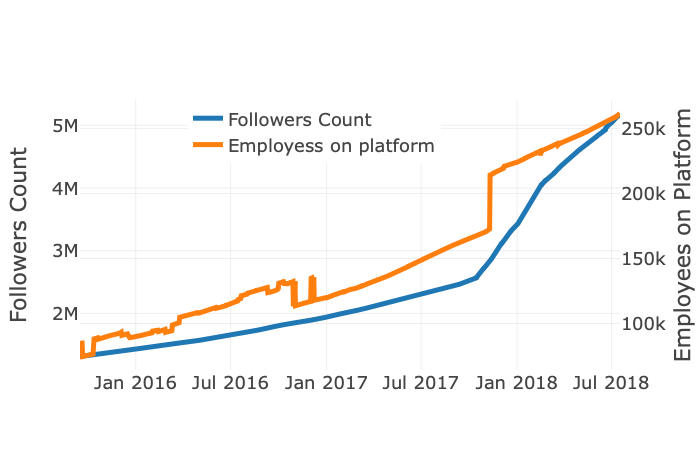 Followers Count
Employess on platform
5M
4M
3M
2M
250k
200k
150k
100k
Followers Count
Employees on Platform
Jan 2016
Jul 2016
Jan 2017
Jul 2017
Jan 2018
Jul 2018